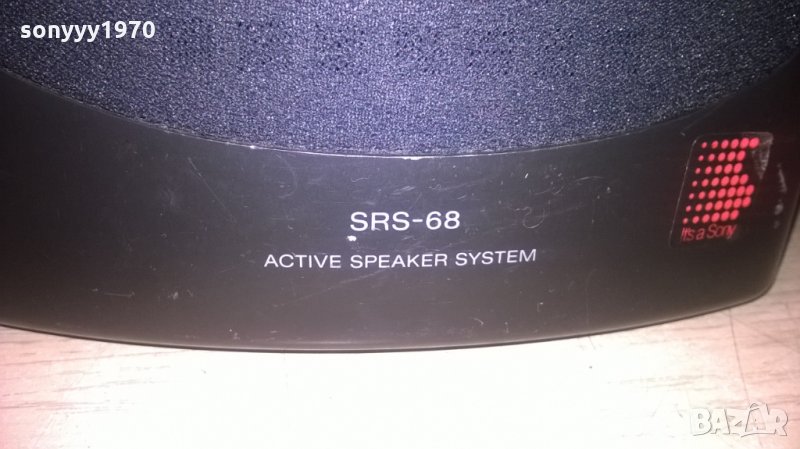 sonyyy1970
SRS-68
ACTIVE SPEAKER SYSTEM
It's a Sony
BAZAR